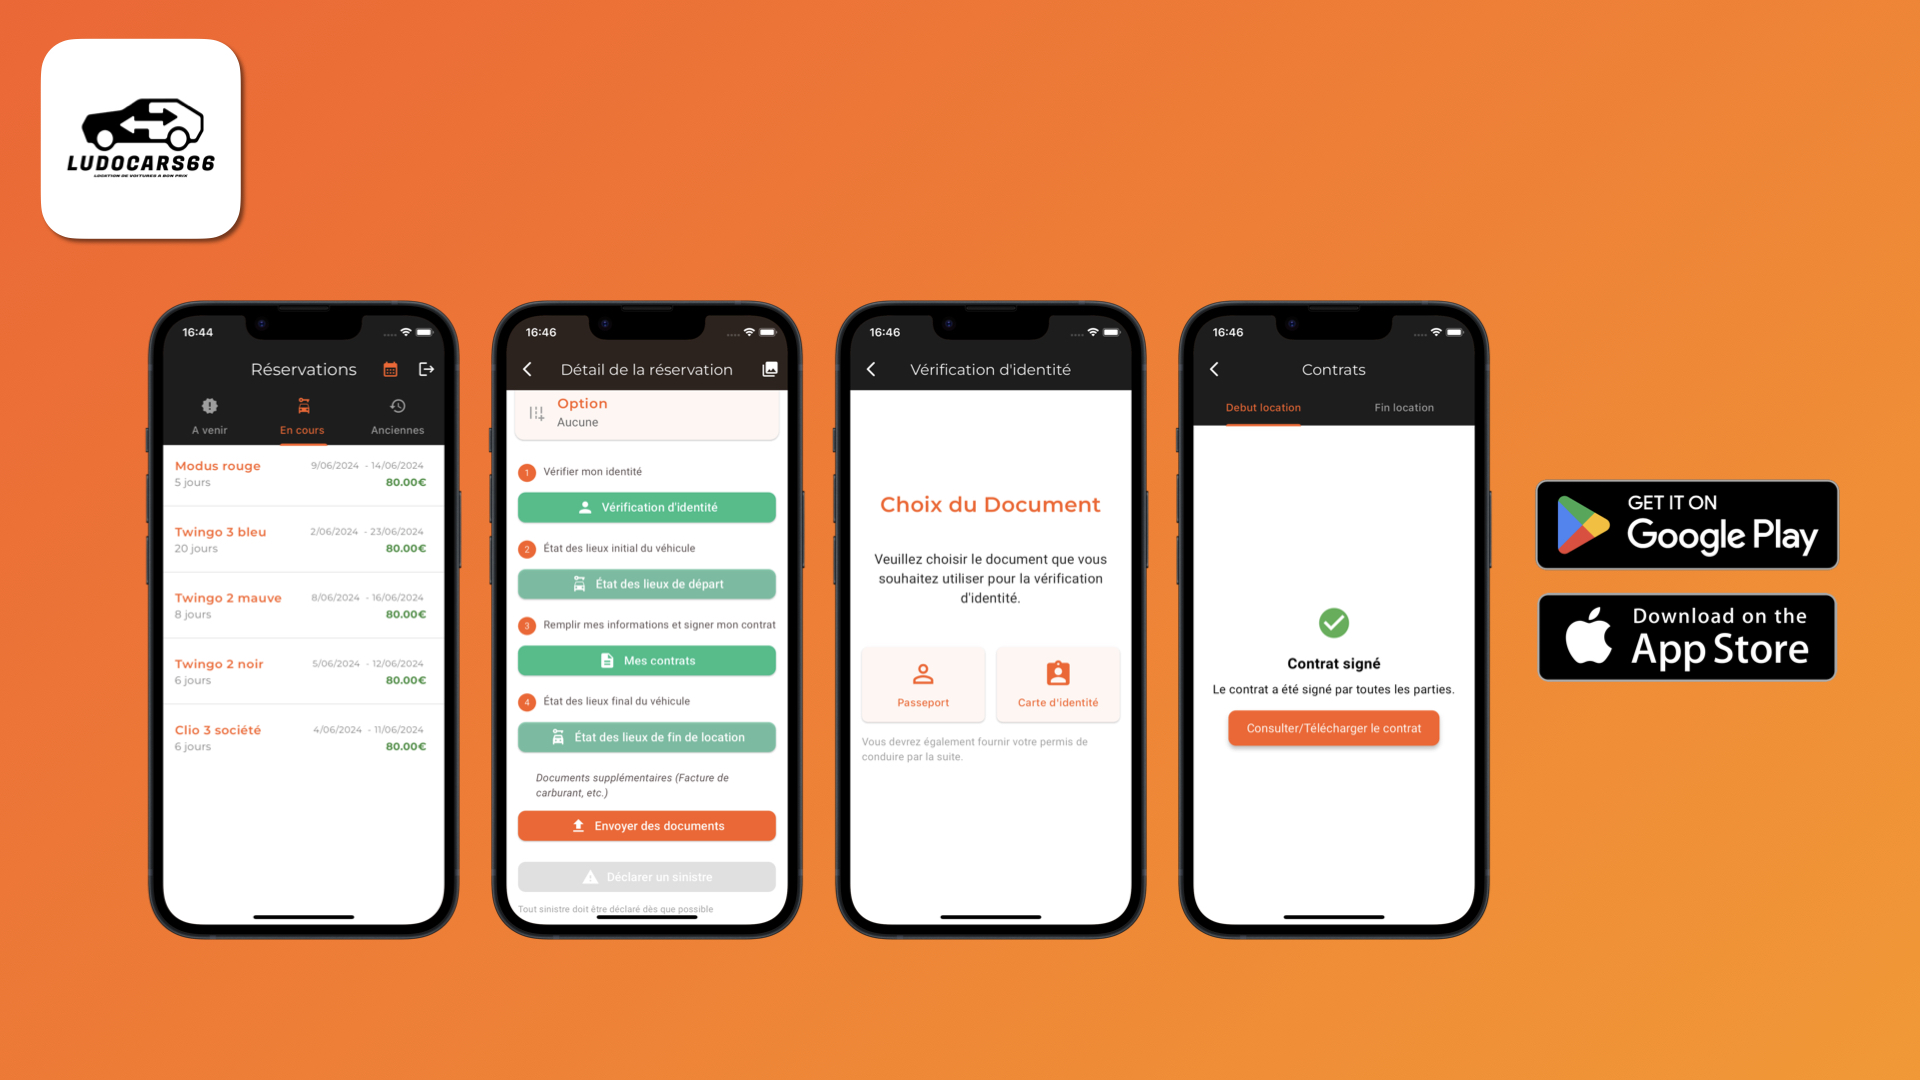 LUDOCARS66
LOCATION DE VOITURES A BON PRIX
16:44
Réservations
A venir
En cours
Anciennes
Modus rouge
9/06/2024 - 14/06/2024
5 jours
80.00€
Twingo 3 bleu
2/06/2024 - 23/06/2024
20 jours
80.00€
Twingo 2 mauve
8/06/2024 - 16/06/2024
8 jours
80.00€
Twingo 2 noir
5/06/2024 - 12/06/2024
6 jours
80.00€
Clio 3 société
4/06/2024 - 11/06/2024
6 jours
80.00€
16:46
Détail de la réservation
Option
Aucune
1 Vérifier mon identité
Vérification d'identité
2 État des lieux initial du véhicule
État des lieux de départ
3 Remplir mes informations et signer mon contrat
Mes contrats
4 État des lieux final du véhicule
État des lieux de fin de location
Documents supplémentaires (Facture de
carburant, etc.)
Envoyer des documents
Déclarer un sinistre
Tout sinistre doit être déclaré dès que possible
16:46
Vérification d'identité
Choix du Document
Veuillez choisir le document que vous
souhaitez utiliser pour la vérification
d'identité.
Passeport
Carte d'identité
Vous devrez également fournir votre permis de
conduire par la suite.
16:46
Contrats
Debut location
Fin location
Contrat signé
Le contrat a été signé par toutes les parties.
Consulter/Télécharger le contrat
GET IT ON
Google Play
Download on the
App Store